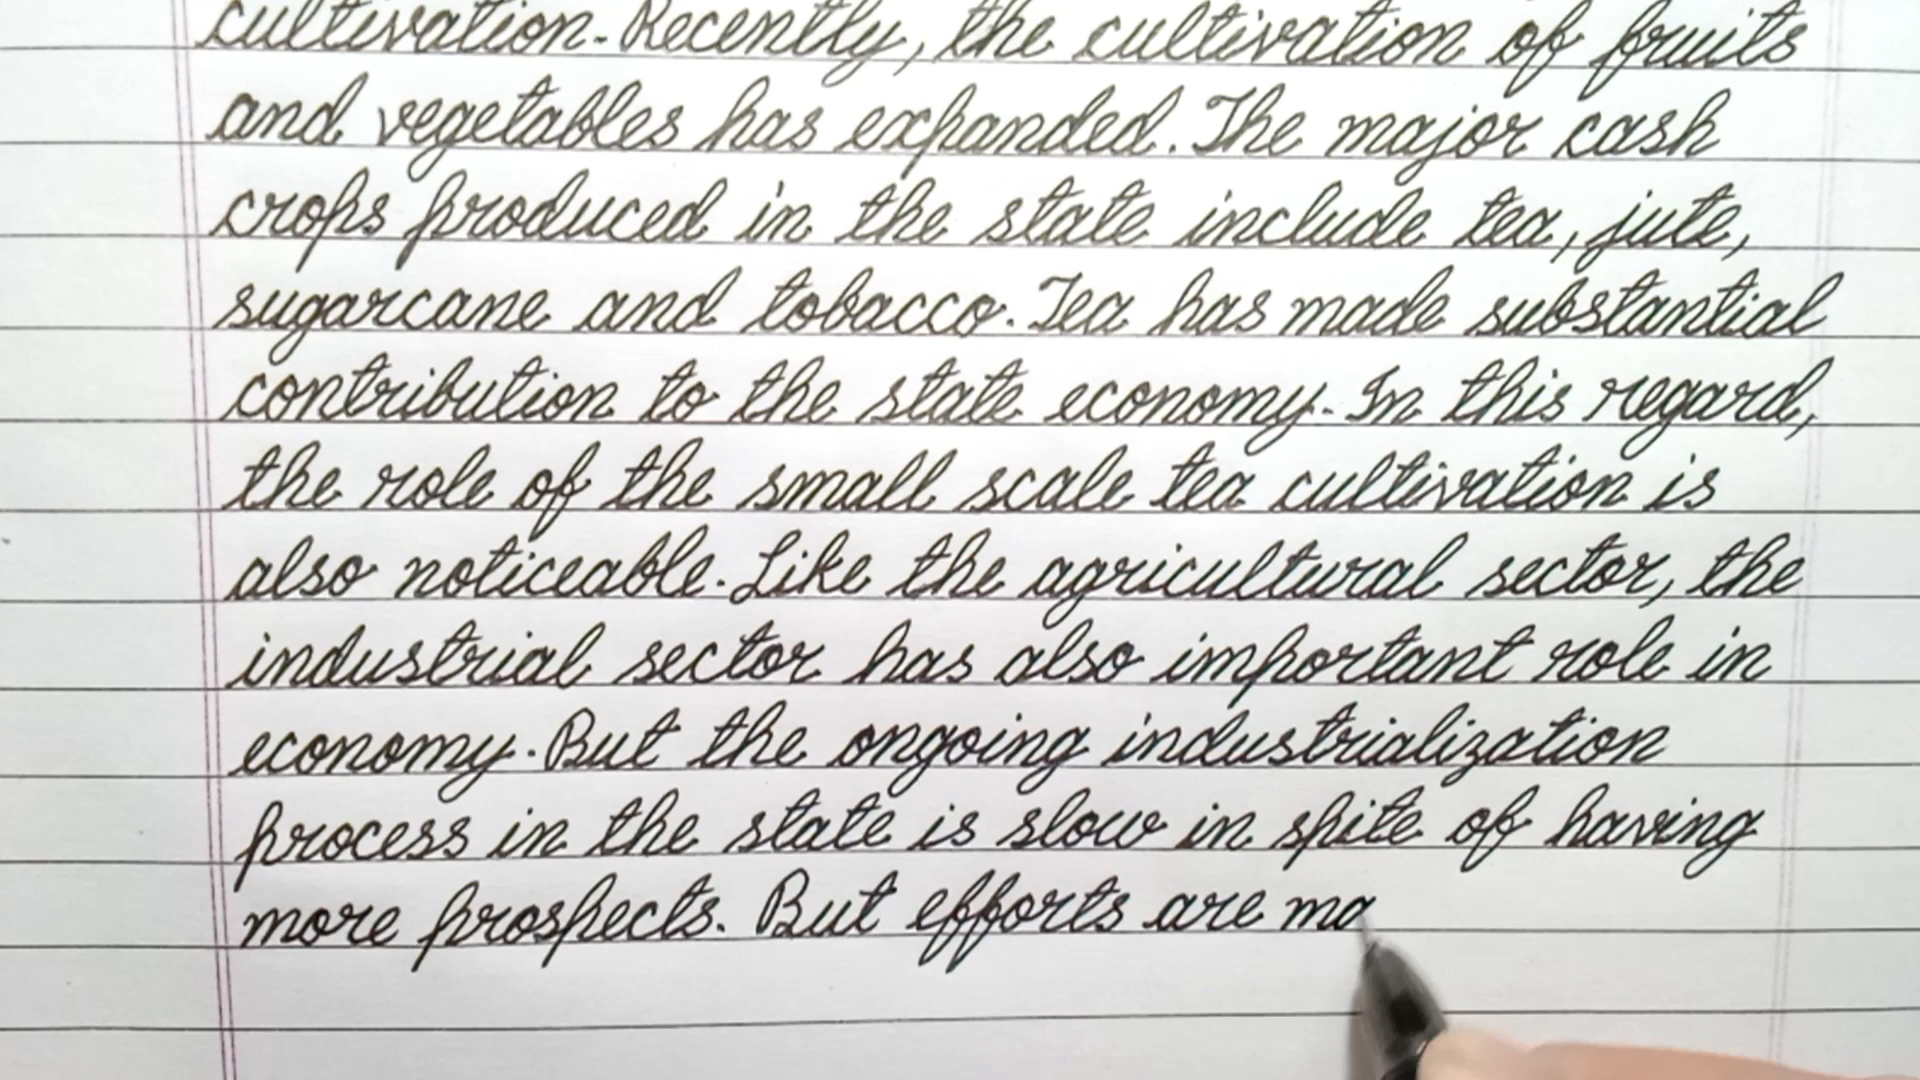 cultivation. Recently, the cultivation of fruits
and vegetables has expanded. The major cash
crops produced in the state include tea, jute,
sugarcane and tobacco. Tea has made substantial
contribution to the state economy. In this regard,
the role of the small scale tea cultivation is
also noticeable. Like the agricultural sector, the
industrial sector has also important role in
economy. But the ongoing industrialization
process in the state is slow in spite of having
more prospects. But efforts are ma